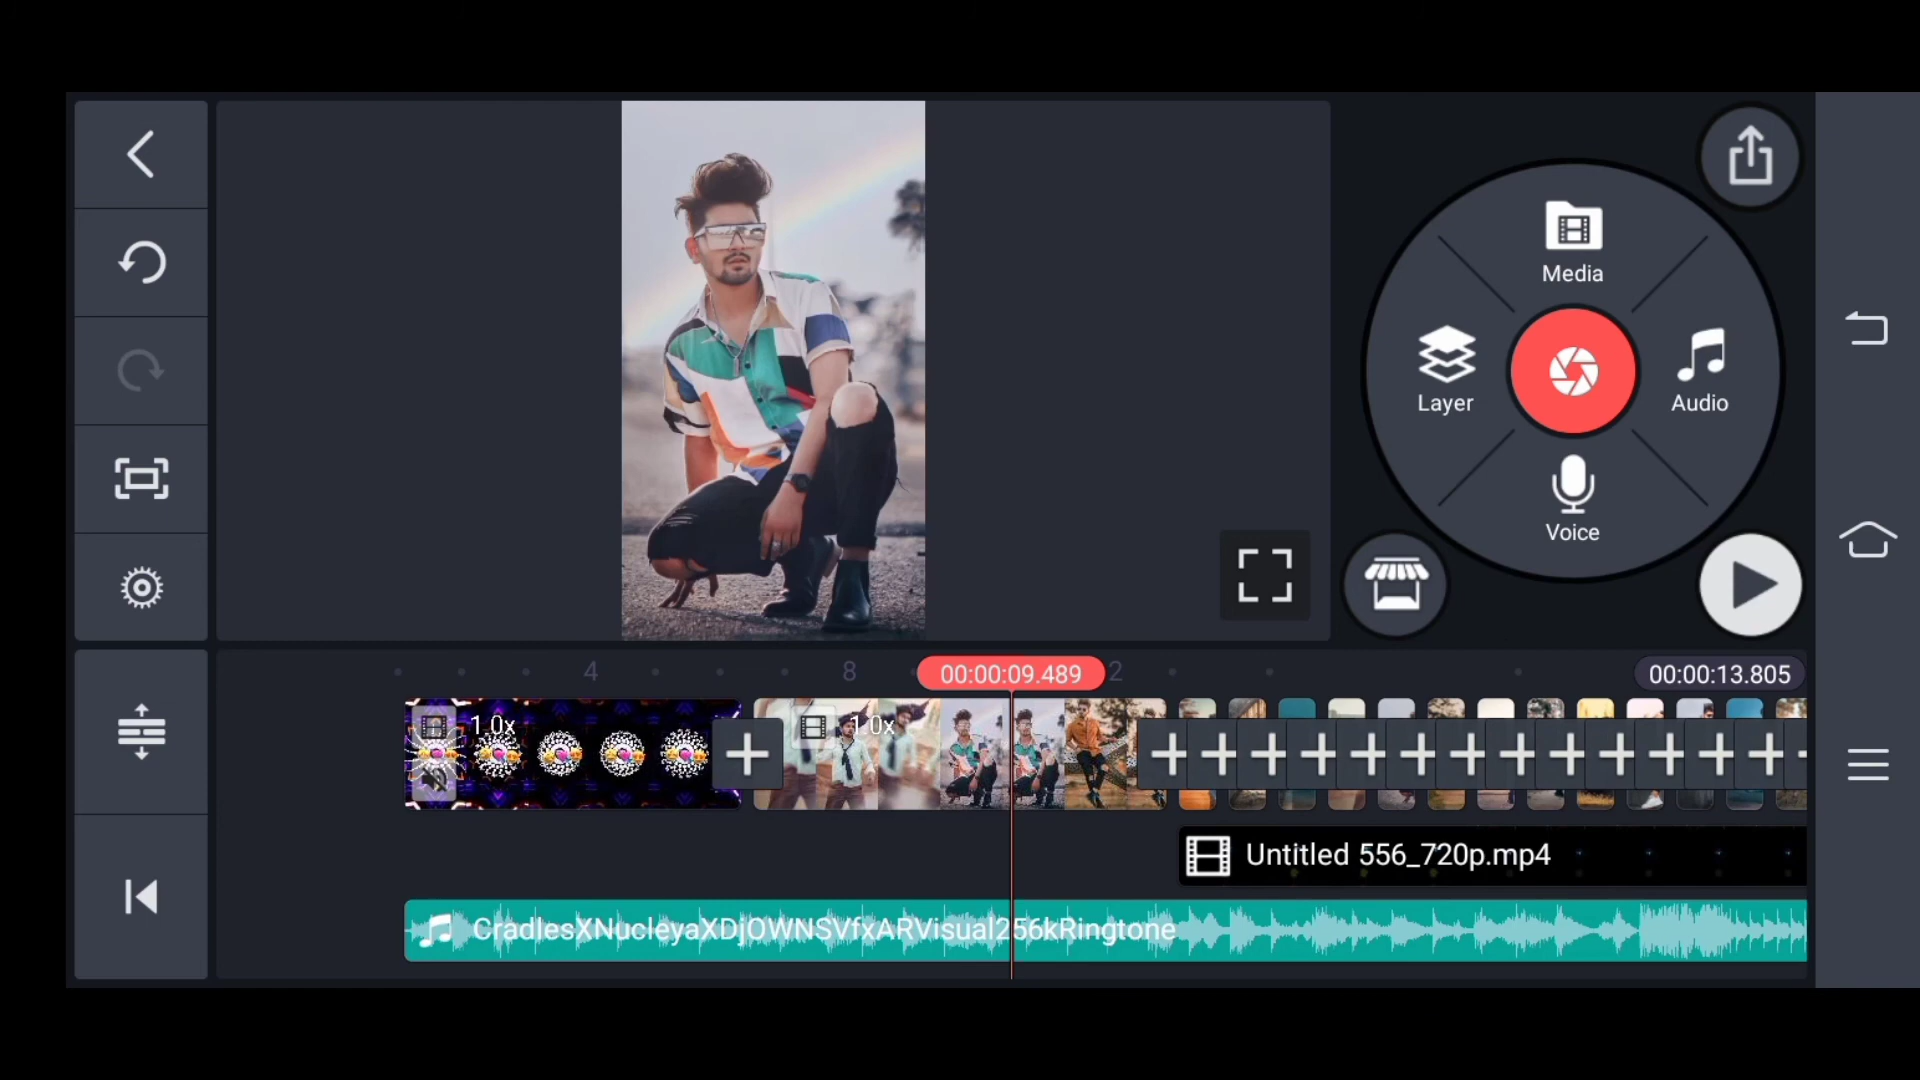 Media
Layer
Audio
Voice
4
8
00:00:09.489
2
00:00:13.805
1.0x
1.0x
Untitled 556_720p.mp4
CradlesXNucleyaXDjOWNSVfxARVisual256kRingtone